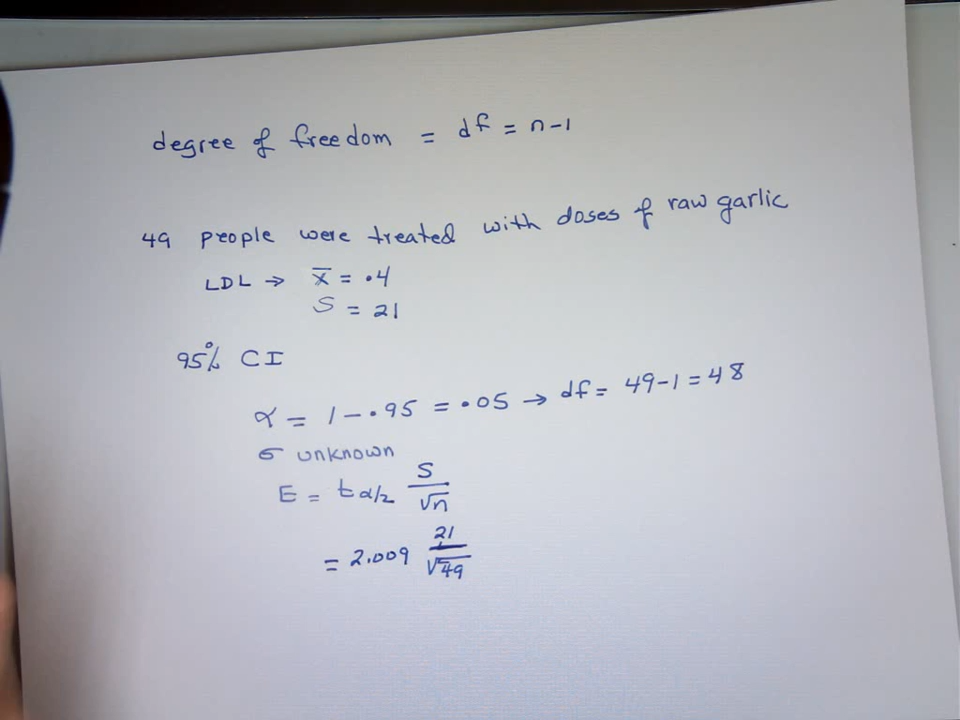 degree of freedom = df = n-1
49 people were treated with doses of raw garlic
LDL → x̄ = .4
S = 21
95% CI
α = 1 - .95 = .05 → df = 49-1 = 48
σ unknown
E = tα/2 S/√n
= 2.009 21/√49